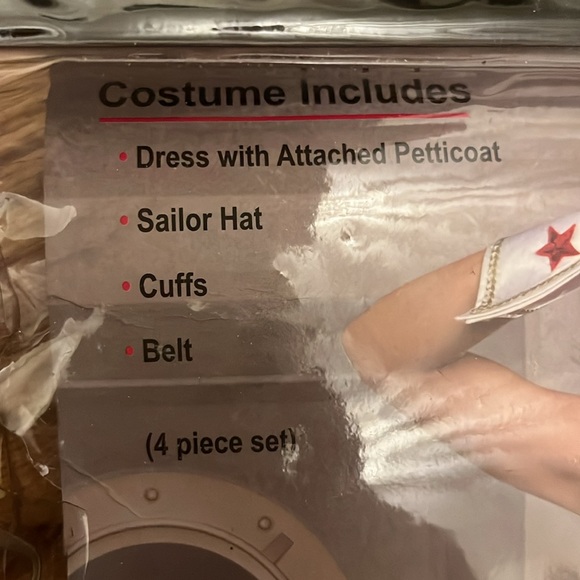 Costume Includes
• Dress with Attached Petticoat
• Sailor Hat
• Cuffs
• Belt
(4 piece set)